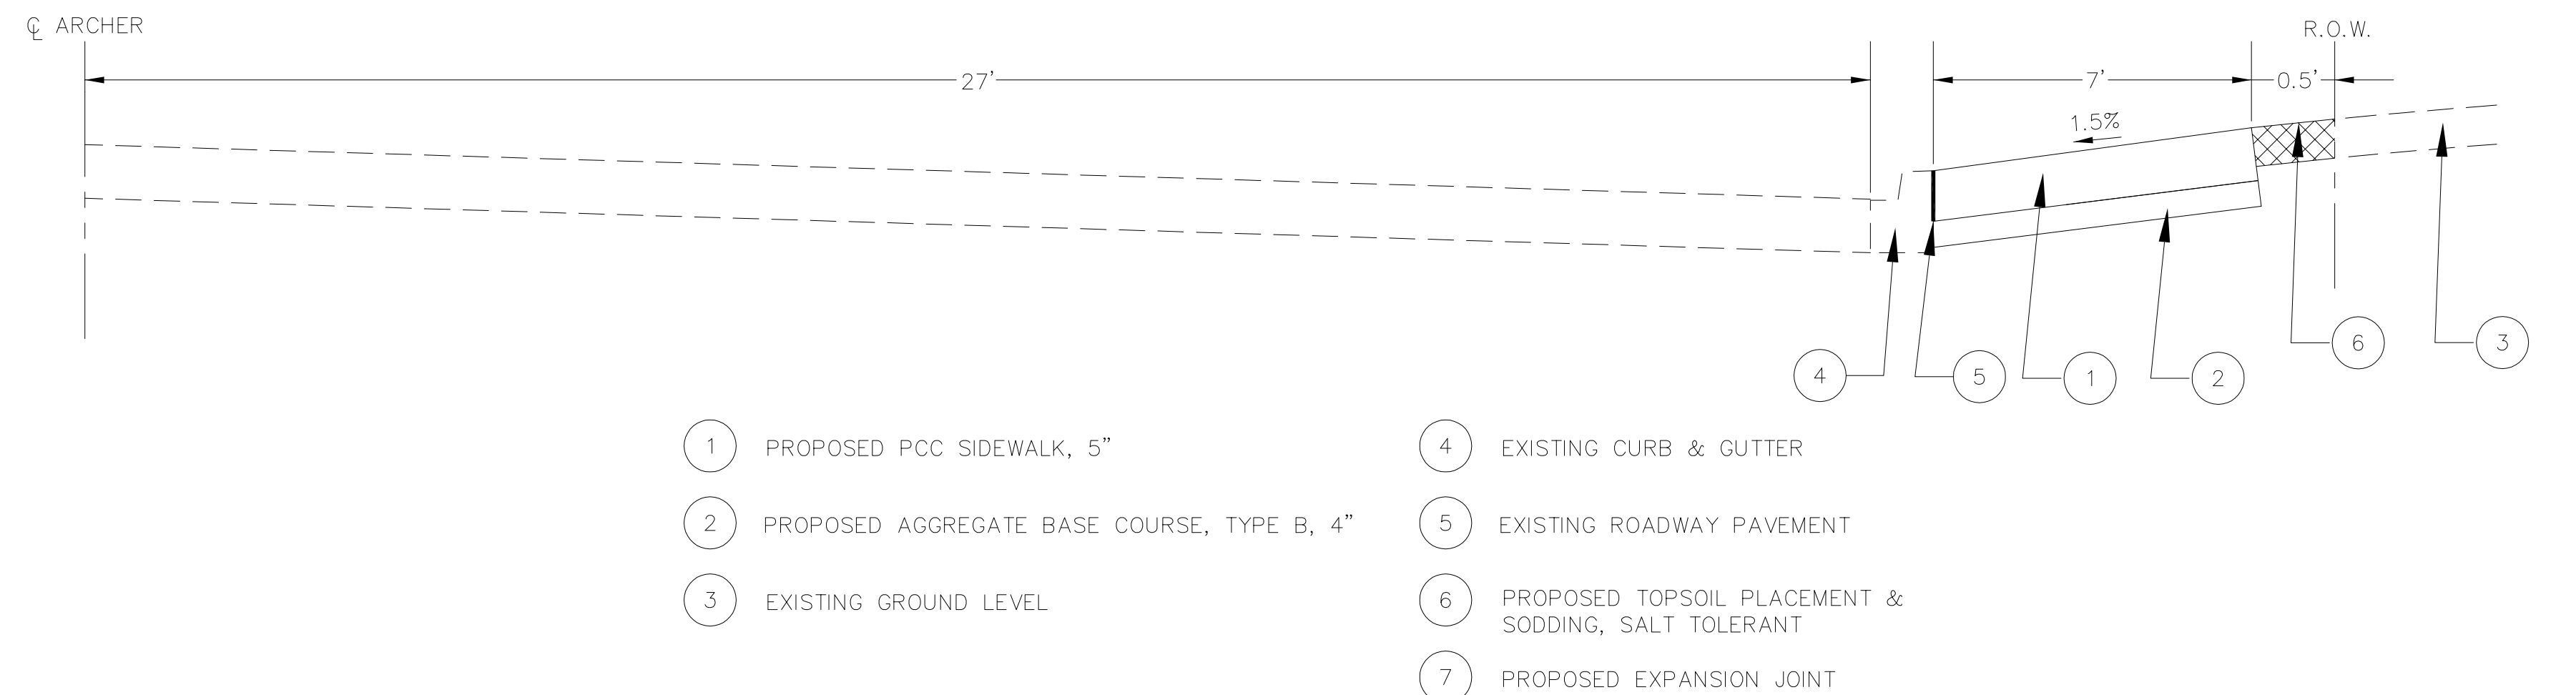 ℄ ARCHER
R.O.W.
27'
7'
0.5'
1.5%
4
5
1
2
6
3
1 PROPOSED PCC SIDEWALK, 5"
2 PROPOSED AGGREGATE BASE COURSE, TYPE B, 4"
3 EXISTING GROUND LEVEL
4 EXISTING CURB & GUTTER
5 EXISTING ROADWAY PAVEMENT
6 PROPOSED TOPSOIL PLACEMENT &
SODDING, SALT TOLERANT
7 PROPOSED EXPANSION JOINT